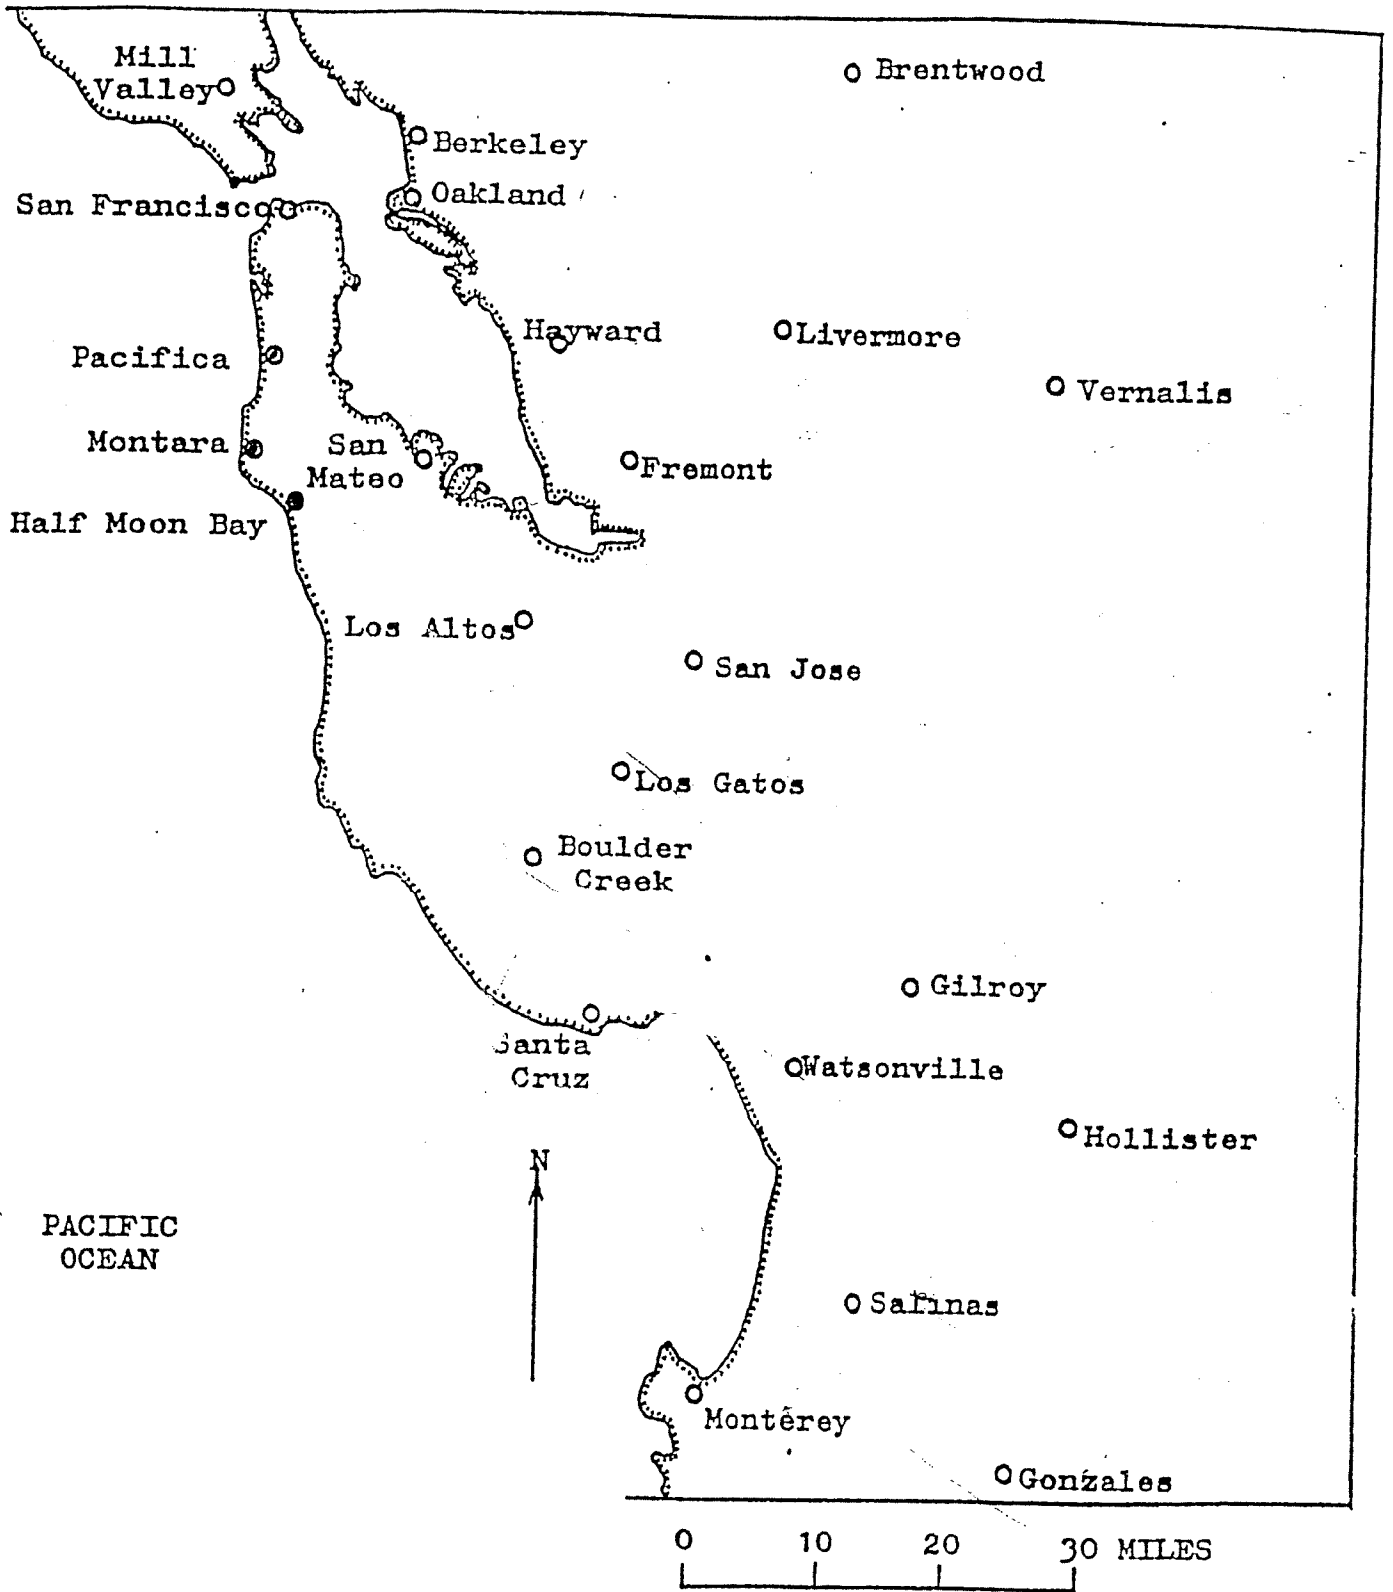 Mill
Valley
Brentwood
Berkeley
Oakland
San Francisco
Hayward
Livermore
Pacifica
Vernalis
Montara
San
Mateo
Fremont
Half Moon Bay
Los Altos
San Jose
Los Gatos
Boulder
Creek
Gilroy
Santa
Cruz
Watsonville
Hollister
N
PACIFIC
OCEAN
Salinas
Monterey
Gonzales
0 10 20 30 MILES